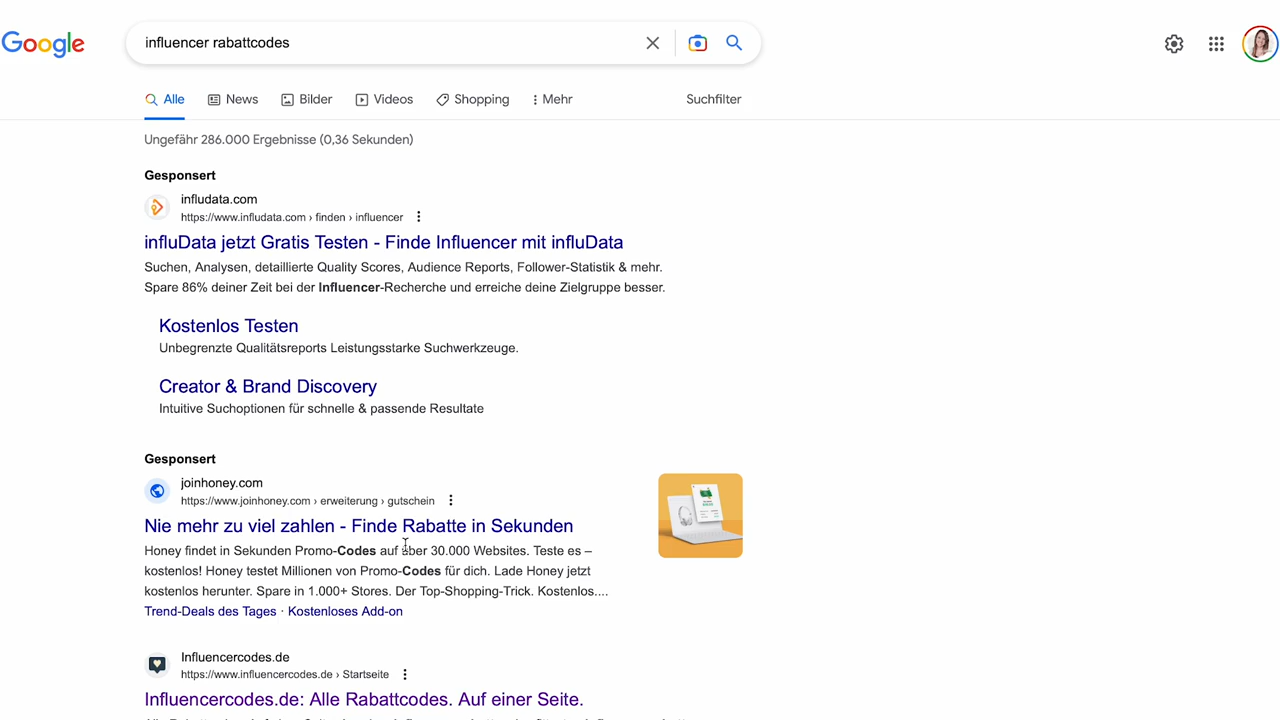 Google
influencer rabattcodes
Alle News Bilder Videos Shopping Mehr Suchfilter
Ungefähr 286.000 Ergebnisse (0,36 Sekunden)
Gesponsert
infludata.com
https://www.infludata.com › finden › influencer
influData jetzt Gratis Testen - Finde Influencer mit influData
Suchen, Analysen, detaillierte Quality Scores, Audience Reports, Follower-Statistik & mehr.
Spare 86% deiner Zeit bei der Influencer-Recherche und erreiche deine Zielgruppe besser.
Kostenlos Testen
Unbegrenzte Qualitätsreports Leistungsstarke Suchwerkzeuge.
Creator & Brand Discovery
Intuitive Suchoptionen für schnelle & passende Resultate
Gesponsert
joinhoney.com
https://www.joinhoney.com › erweiterung › gutschein
Nie mehr zu viel zahlen - Finde Rabatte in Sekunden
Honey findet in Sekunden Promo-Codes auf über 30.000 Websites. Teste es –
kostenlos! Honey testet Millionen von Promo-Codes für dich. Lade Honey jetzt
kostenlos herunter. Spare in 1.000+ Stores. Der Top-Shopping-Trick. Kostenlos....
Trend-Deals des Tages · Kostenloses Add-on
Influencercodes.de
https://www.influencercodes.de › Startseite
Influencercodes.de: Alle Rabattcodes. Auf einer Seite.